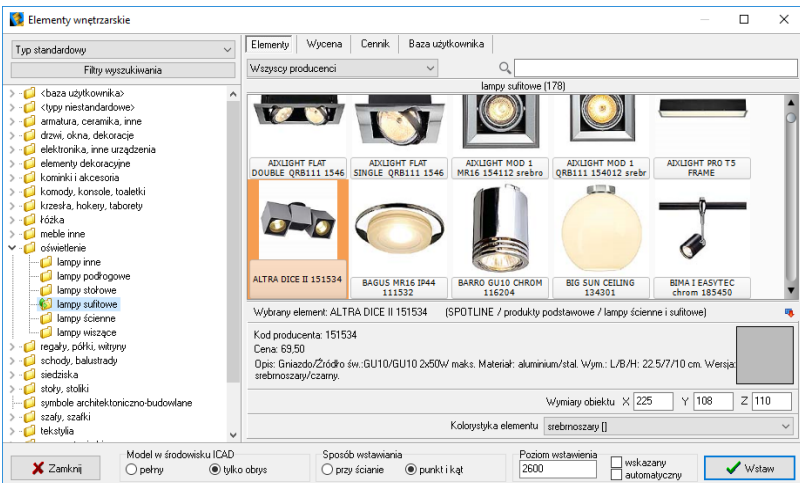 Elementy wnętrzarskie
Typ standardowy
Filtry wyszukiwania
<baza użytkownika>
<typy niestandardowe>
armatura, ceramika, inne
drzwi, okna, dekoracje
elektronika, inne urządzenia
elementy dekoracyjne
kominki i akcesoria
komody, konsole, toaletki
krzesła, hokery, taborety
łóżka
meble inne
oświetlenie
lampy inne
lampy podłogowe
lampy stołowe
lampy sufitowe
lampy ścienne
lampy wiszące
regały, półki, witryny
schody, balustrady
siedziska
stoły, stoliki
symbole architektoniczno-budowlane
szafy, szafki
tekstylia
Elementy Wycena Cennik Baza użytkownika
Wszyscy producenci
lampy sufitowe (178)
AIXLIGHT FLAT DOUBLE QRB111 1546
AIXLIGHT FLAT SINGLE QRB111 1546
AIXLIGHT MOD 1 MR16 154112 srebro
AIXLIGHT MOD 1 QRB111 154012 srebr
AIXLIGHT PRO T5 FRAME
ALTRA DICE II 151534
BAGUS MR16 IP44 111532
BARRO GU10 CHROM 116204
BIG SUN CEILING 134301
BIMA I EASYTEC chrom 185450
Wybrany element: ALTRA DICE II 151534 (SPOTLINE / produkty podstawowe / lampy ścienne i sufitowe)
Kod producenta: 151534
Cena: 69,50
Opis: Gniazdo/Źródło św.:GU10/GU10 2x50W maks. Materiał: aluminium/stal. Wym.: L/B/H: 22.5/7/10 cm. Wersja:
srebrnoszary/czarny.
Wymiary obiektu X 225 Y 108 Z 110
Kolorystyka elementu srebrnoszary []
Zamknij
Model w środowisku ICAD
pełny tylko obrys
Sposób wstawiania
przy ścianie punkt i kąt
Poziom wstawienia
2600
wskazany
automatyczny
Wstaw